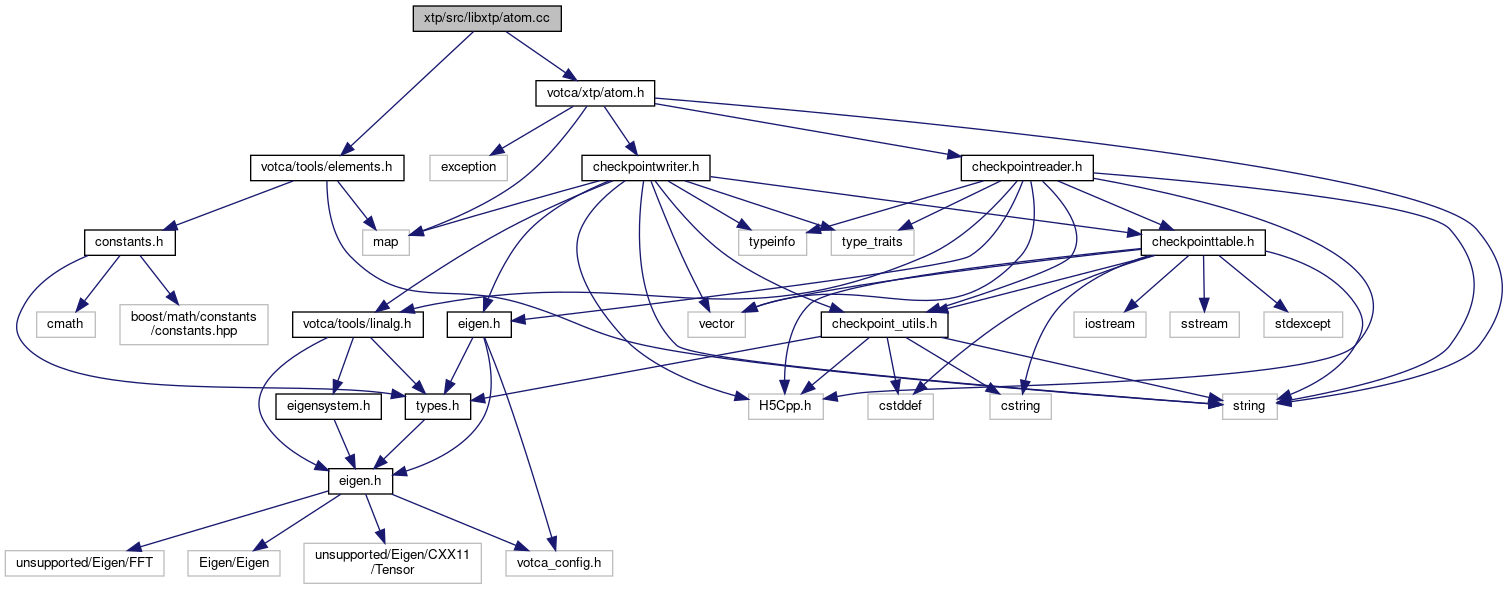 xtp/src/libxtp/atom.cc
votca/xtp/atom.h
votca/tools/elements.h
exception
checkpointwriter.h
checkpointreader.h
constants.h
map
typeinfo
type_traits
checkpointtable.h
cmath
boost/math/constants
/constants.hpp
votca/tools/linalg.h
eigen.h
vector
checkpoint_utils.h
iostream
sstream
stdexcept
eigensystem.h
types.h
H5Cpp.h
cstddef
cstring
string
eigen.h
unsupported/Eigen/FFT
Eigen/Eigen
unsupported/Eigen/CXX11
/Tensor
votca_config.h